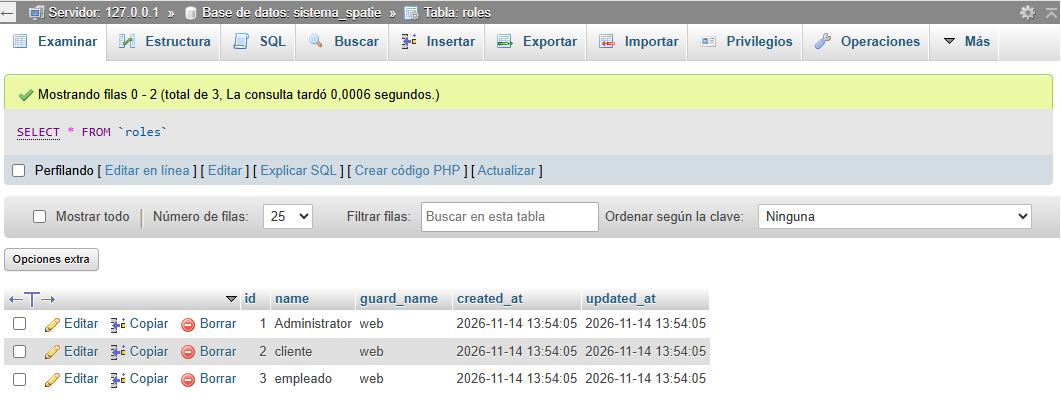 Servidor: 127.0.0.1 » Base de datos: sistema_spatie » Tabla: roles
Examinar Estructura SQL Buscar Insertar Exportar Importar Privilegios Operaciones Más
Mostrando filas 0 - 2 (total de 3, La consulta tardó 0,0006 segundos.)
SELECT * FROM `roles`
Perfilando [ Editar en línea ] [ Editar ] [ Explicar SQL ] [ Crear código PHP ] [ Actualizar ]
Mostrar todo Número de filas: 25 Filtrar filas: Buscar en esta tabla Ordenar según la clave: Ninguna
Opciones extra
←T→ id name guard_name created_at updated_at
Editar Copiar Borrar 1 Administrator web 2026-11-14 13:54:05 2026-11-14 13:54:05
Editar Copiar Borrar 2 cliente web 2026-11-14 13:54:05 2026-11-14 13:54:05
Editar Copiar Borrar 3 empleado web 2026-11-14 13:54:05 2026-11-14 13:54:05